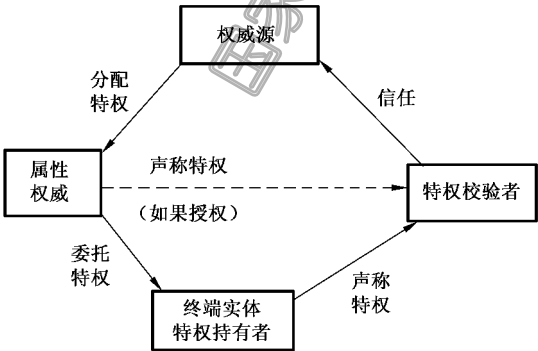 权威源
分配
特权
信任
属性
权威
声称特权
(如果授权)
特权校验者
委托
特权
声称
特权
终端实体
特权持有者
国家